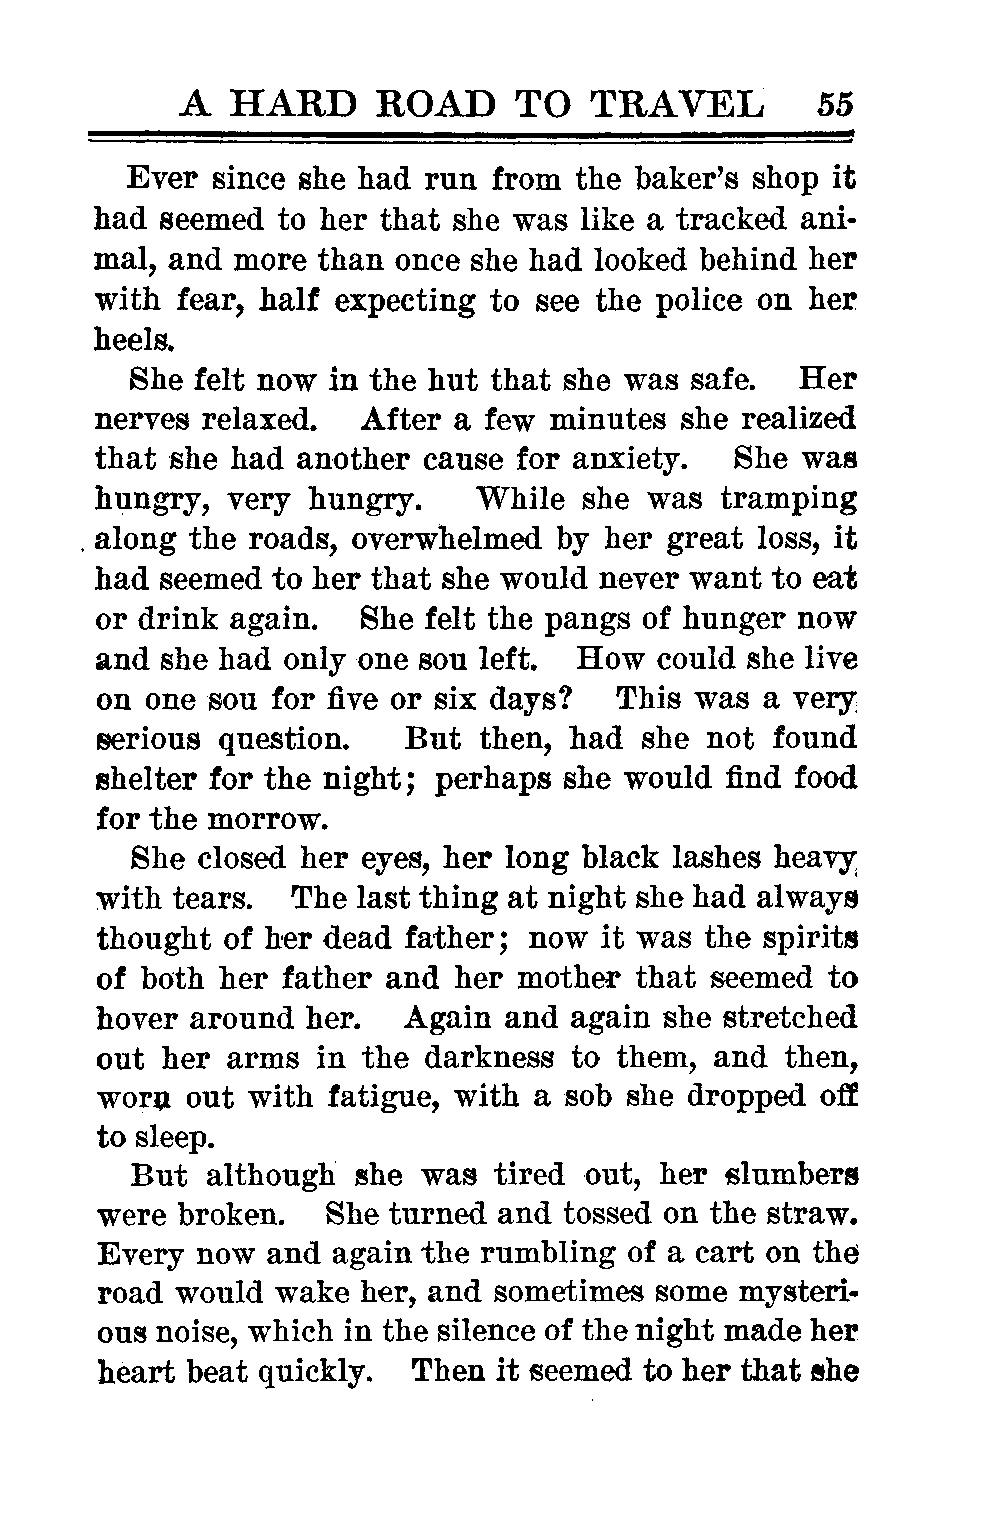 A HARD ROAD TO TRAVEL 55
Ever since she had run from the baker's shop it
had seemed to her that she was like a tracked ani-
mal, and more than once she had looked behind her
with fear, half expecting to see the police on her
heels.
She felt now in the hut that she was safe. Her
nerves relaxed. After a few minutes she realized
that she had another cause for anxiety. She was
hungry, very hungry. While she was tramping
along the roads, overwhelmed by her great loss, it
had seemed to her that she would never want to eat
or drink again. She felt the pangs of hunger now
and she had only one sou left. How could she live
on one sou for five or six days? This was a very
serious question. But then, had she not found
shelter for the night; perhaps she would find food
for the morrow.
She closed her eyes, her long black lashes heavy
with tears. The last thing at night she had always
thought of her dead father; now it was the spirits
of both her father and her mother that seemed to
hover around her. Again and again she stretched
out her arms in the darkness to them, and then,
worn out with fatigue, with a sob she dropped off
to sleep.
But although she was tired out, her slumbers
were broken. She turned and tossed on the straw.
Every now and again the rumbling of a cart on the
road would wake her, and sometimes some mysteri-
ous noise, which in the silence of the night made her
heart beat quickly. Then it seemed to her that she